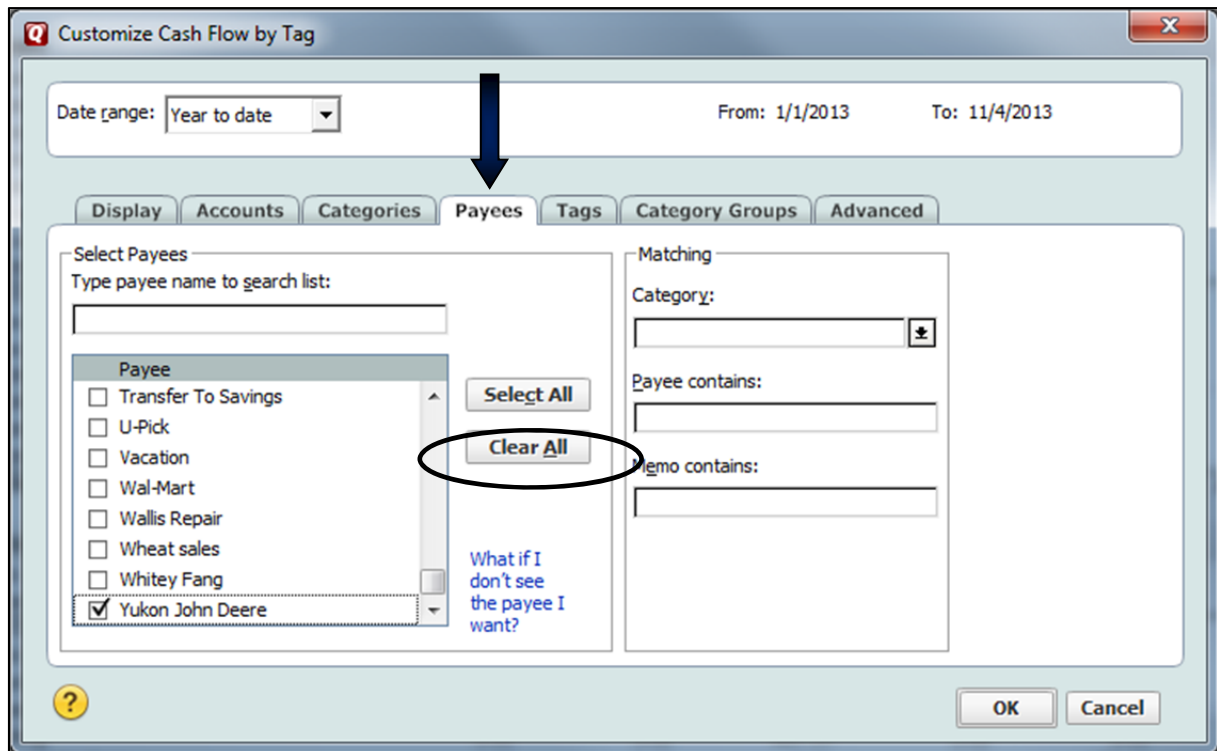 Customize Cash Flow by Tag
Date range: Year to date From: 1/1/2013 To: 11/4/2013
Display Accounts Categories Payees Tags Category Groups Advanced
Select Payees
Type payee name to search list:
Payee
Transfer To Savings
U-Pick
Vacation
Wal-Mart
Wallis Repair
Wheat sales
Whitey Fang
Yukon John Deere
Select All
Clear All
What if I
don't see
the payee I
want?
Matching
Category:
Payee contains:
Memo contains:
?
OK Cancel